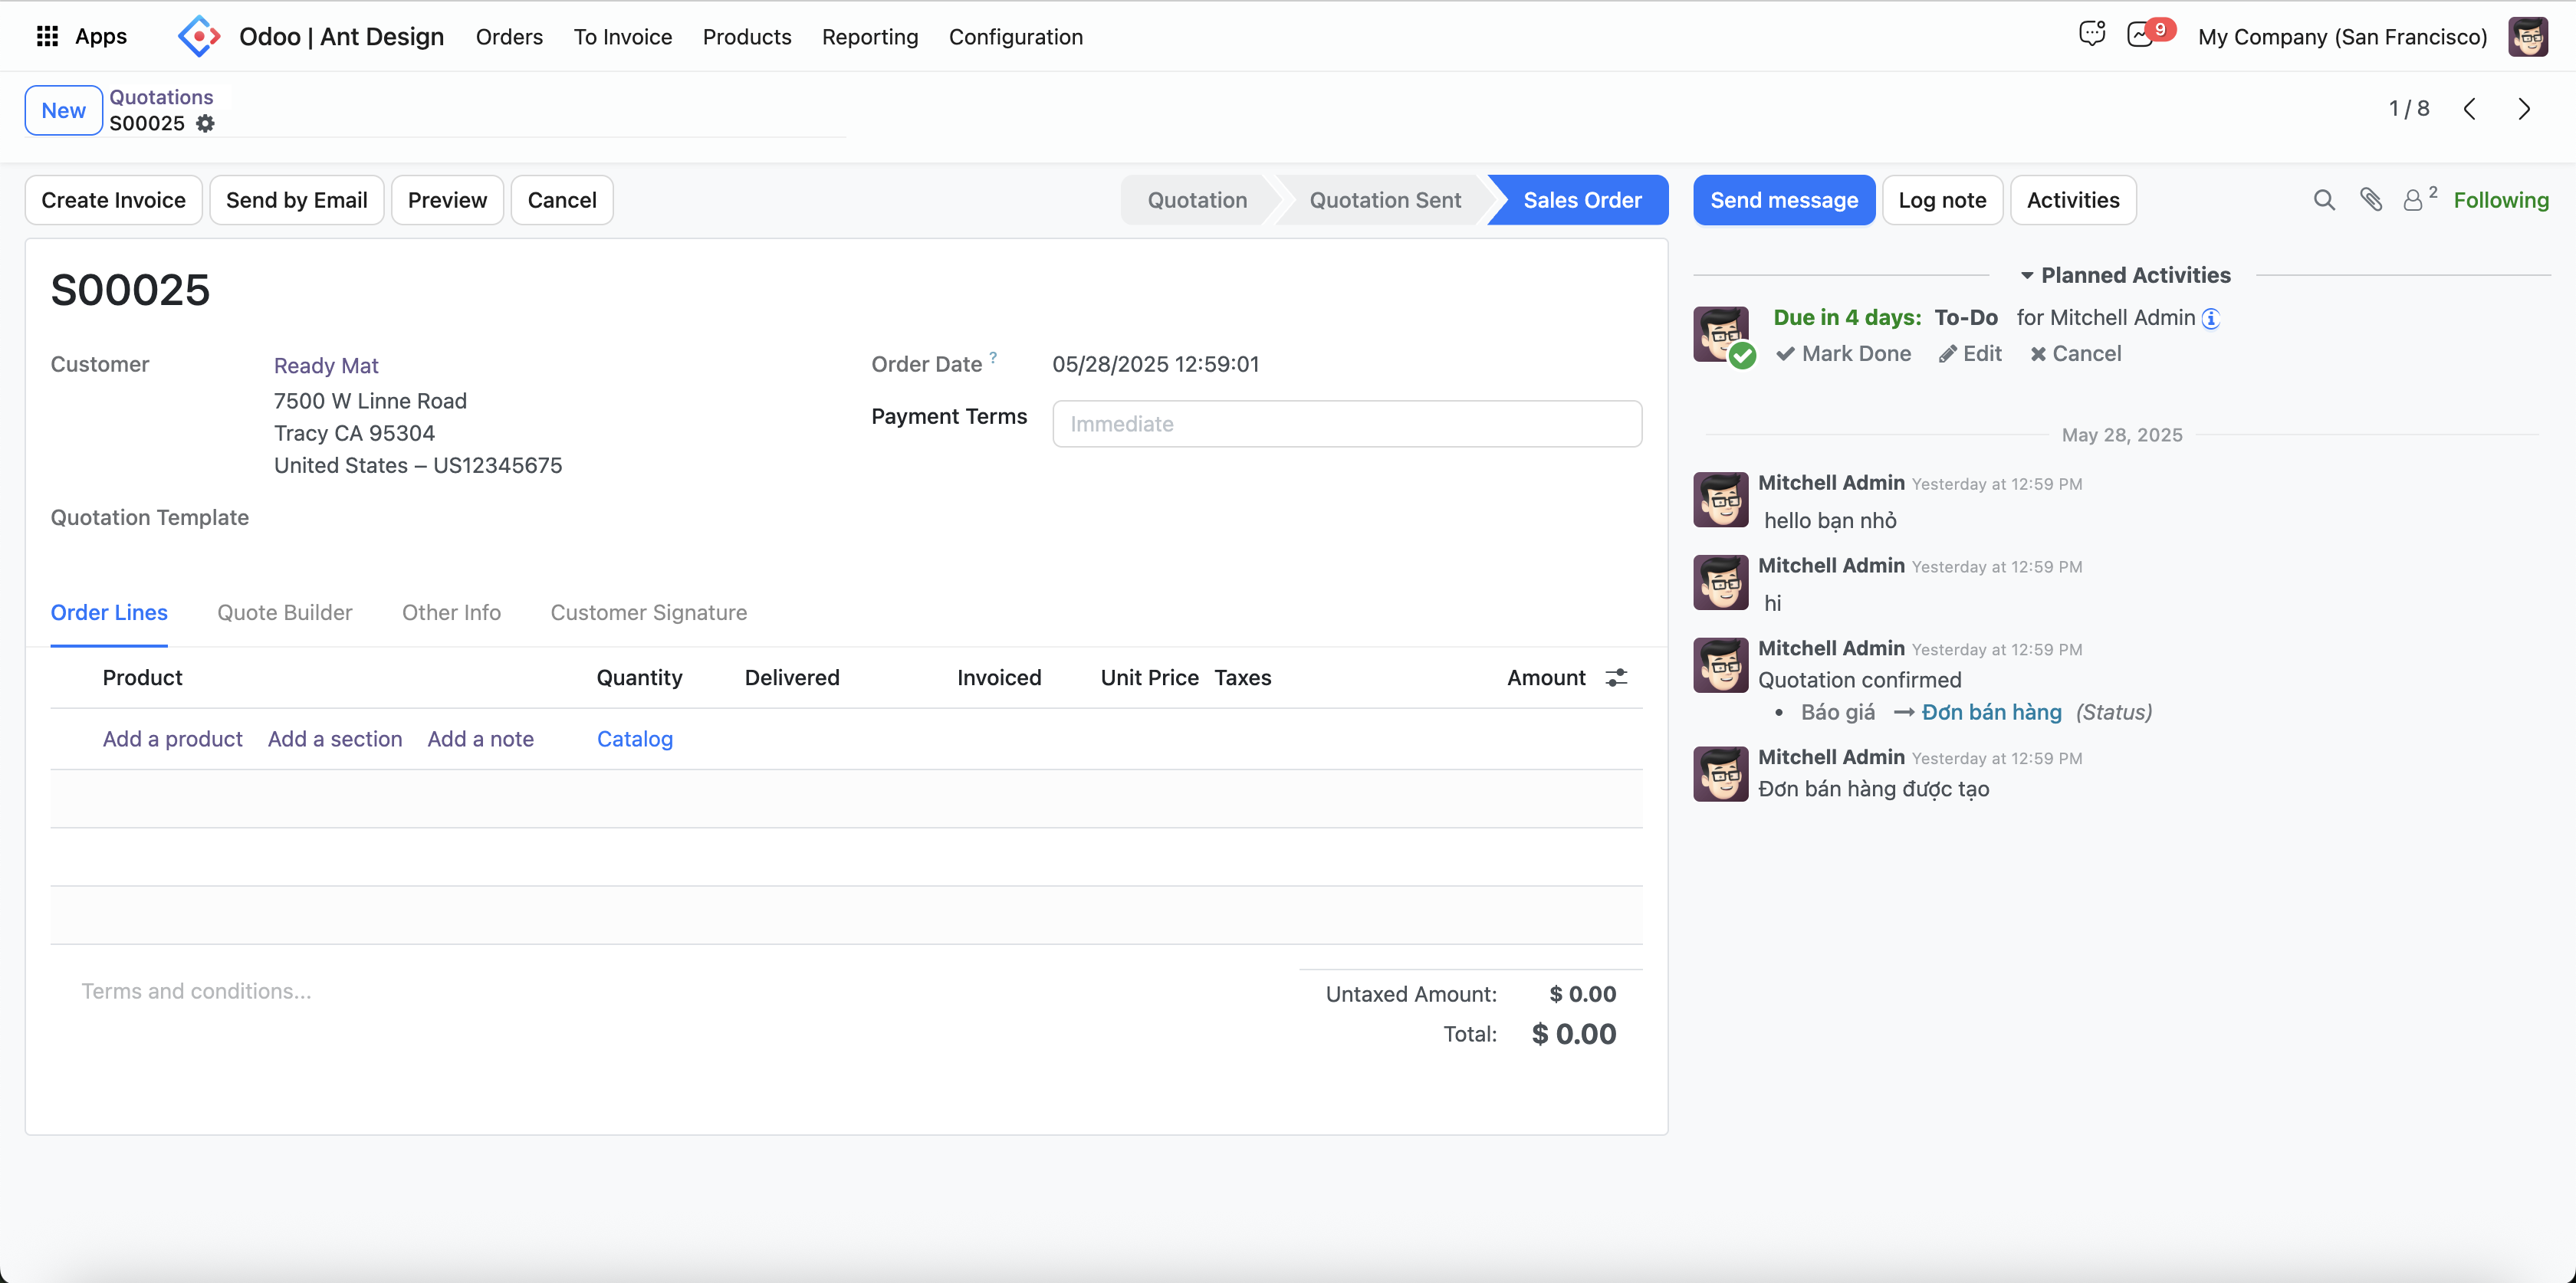 Apps Odoo | Ant Design Orders To Invoice Products Reporting Configuration 9 My Company (San Francisco)
New Quotations
S00025
1 / 8
Create Invoice Send by Email Preview Cancel Quotation Quotation Sent Sales Order Send message Log note Activities 2 Following
S00025
Customer Ready Mat
7500 W Linne Road
Tracy CA 95304
United States – US12345675
Order Date ? 05/28/2025 12:59:01
Payment Terms Immediate
Quotation Template
Order Lines Quote Builder Other Info Customer Signature
Product Quantity Delivered Invoiced Unit Price Taxes Amount
Add a product Add a section Add a note Catalog
Terms and conditions...
Untaxed Amount: $ 0.00
Total: $ 0.00
Planned Activities
Due in 4 days: To-Do for Mitchell Admin
Mark Done Edit Cancel
May 28, 2025
Mitchell Admin Yesterday at 12:59 PM
hello bạn nhỏ
Mitchell Admin Yesterday at 12:59 PM
hi
Mitchell Admin Yesterday at 12:59 PM
Quotation confirmed
• Báo giá → Đơn bán hàng (Status)
Mitchell Admin Yesterday at 12:59 PM
Đơn bán hàng được tạo